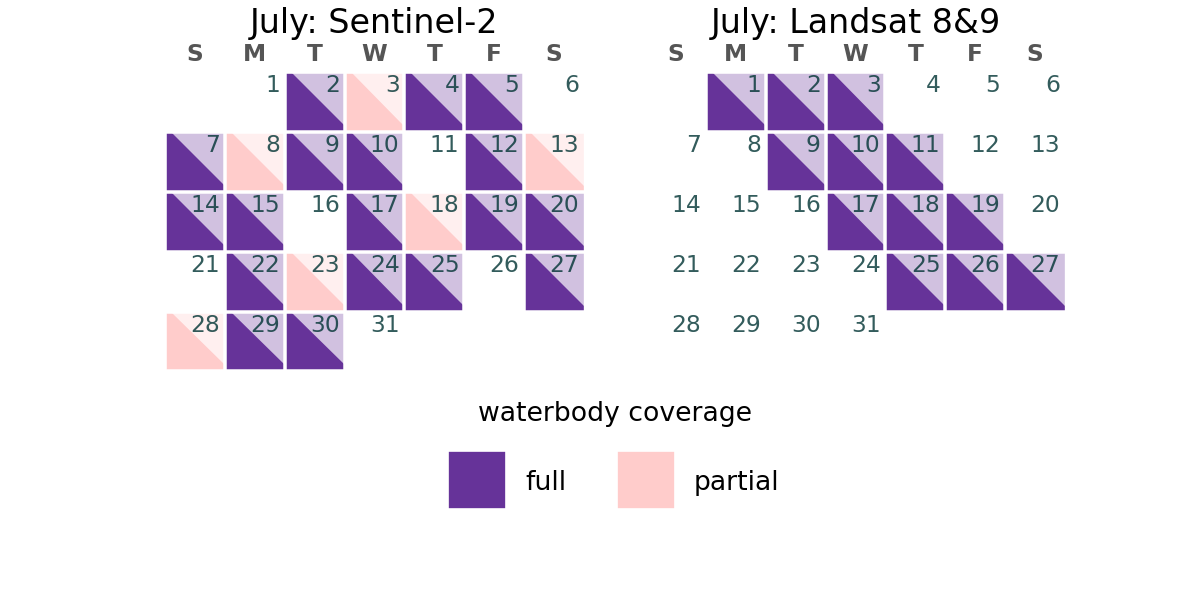 July: Sentinel-2
S M T W T F S
1 2 3 4 5 6
7 8 9 10 11 12 13
14 15 16 17 18 19 20
21 22 23 24 25 26 27
28 29 30 31
July: Landsat 8&9
S M T W T F S
1 2 3 4 5 6
7 8 9 10 11 12 13
14 15 16 17 18 19 20
21 22 23 24 25 26 27
28 29 30 31
waterbody coverage
full partial